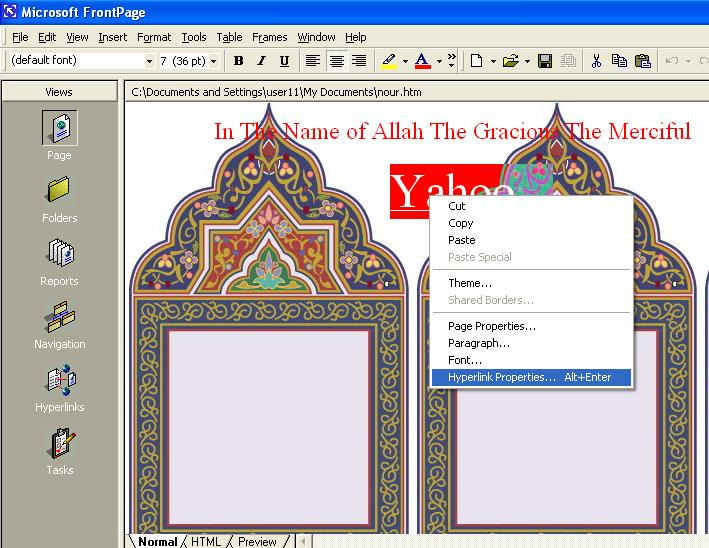 Microsoft FrontPage
File Edit View Insert Format Tools Table Frames Window Help
(default font) 7 (36 pt) B I U A
Views
C:\Documents and Settings\user11\My Documents\nour.htm
In The Name of Allah The Gracious The Merciful
Yahoo
Page
Folders
Reports
Navigation
Hyperlinks
Tasks
Cut
Copy
Paste
Paste Special
Theme...
Shared Borders...
Page Properties...
Paragraph...
Font...
Hyperlink Properties... Alt+Enter
Normal HTML Preview